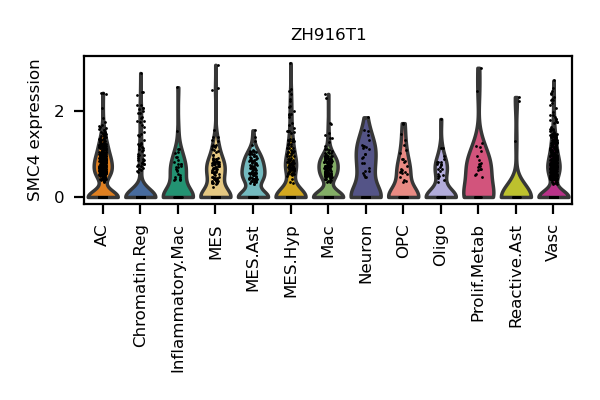 ZH916T1
SMC4 expression
2
0
AC
Chromatin.Reg
Inflammatory.Mac
MES
MES.Ast
MES.Hyp
Mac
Neuron
OPC
Oligo
Prolif.Metab
Reactive.Ast
Vasc